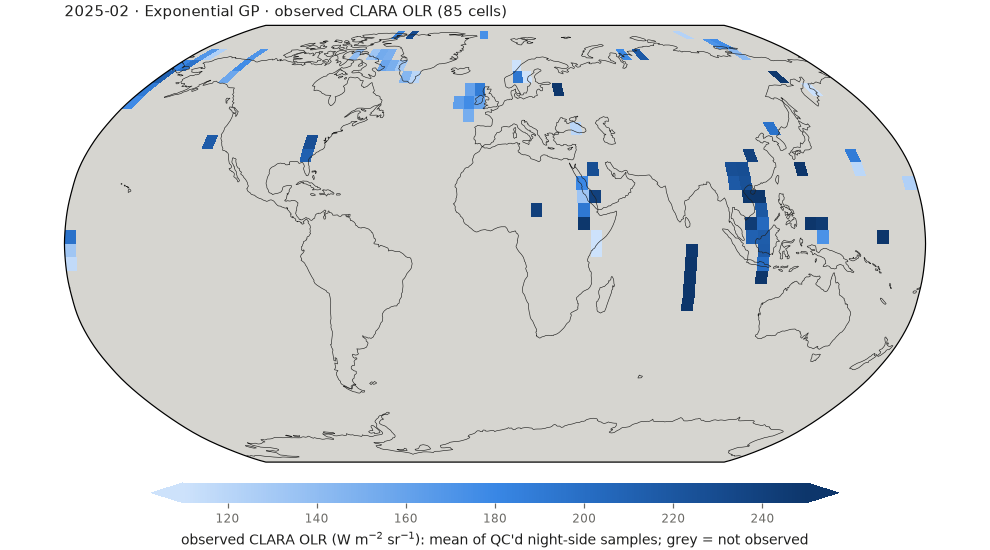 2025-02 · Exponential GP · observed CLARA OLR (85 cells)
120 140 160 180 200 220 240
observed CLARA OLR (W m⁻² sr⁻¹): mean of QC'd night-side samples; grey = not observed